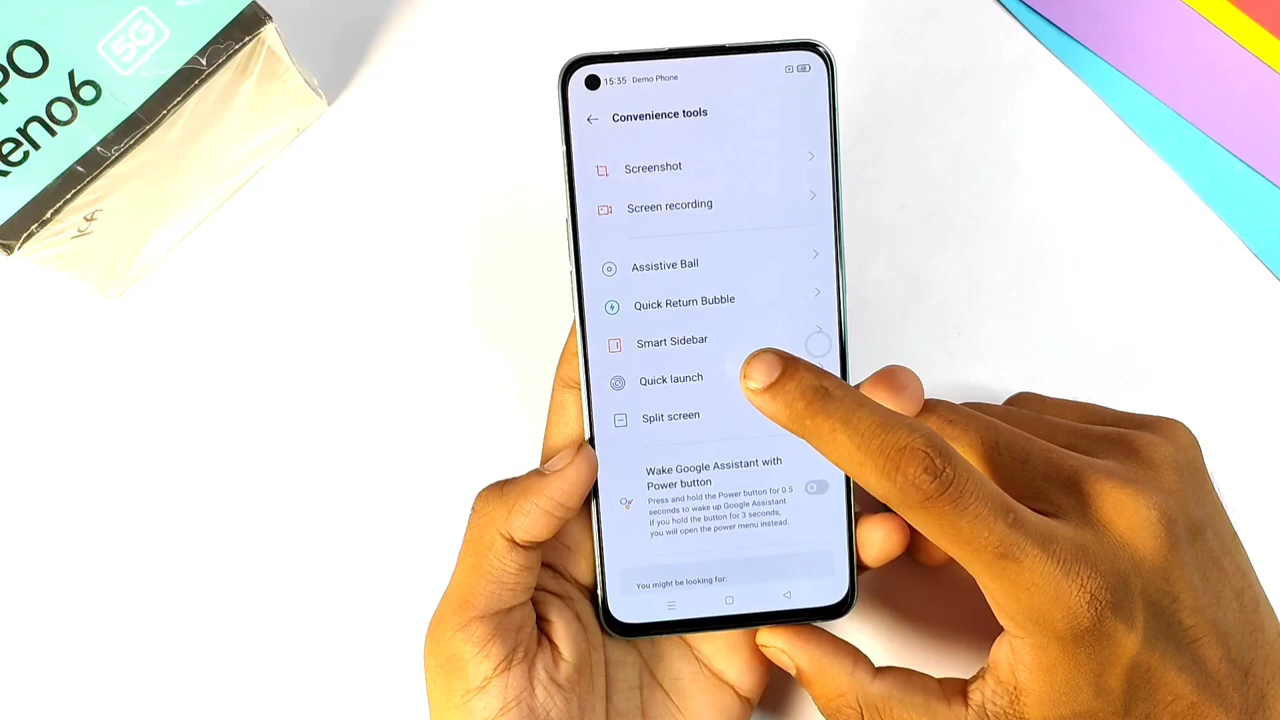 5G
Reno6
15:35 Demo Phone
Convenience tools
Screenshot
Screen recording
Assistive Ball
Quick Return Bubble
Smart Sidebar
Quick launch
Split screen
Wake Google Assistant with
Power button
Press and hold the Power button for 0.5
seconds to wake up Google Assistant.
If you hold the button for 3 seconds,
you will open the power menu instead.
You might be looking for: